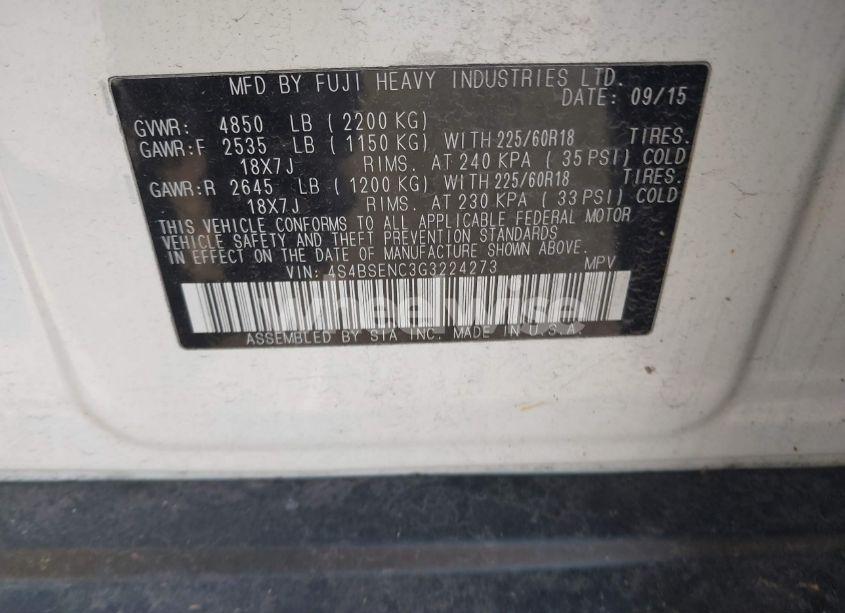 MFD BY FUJI HEAVY INDUSTRIES LTD.
DATE: 09/15
GVWR: 4850 LB ( 2200 KG)
GAWR:F 2535 LB ( 1150 KG) WITH 225/60R18 TIRES.
18X7J RIMS. AT 240 KPA ( 35 PSI) COLD
GAWR:R 2645 LB ( 1200 KG) WITH 225/60R18 TIRES.
18X7J RIMS. AT 230 KPA ( 33 PSI) COLD
THIS VEHICLE CONFORMS TO ALL APPLICABLE FEDERAL MOTOR
VEHICLE SAFETY AND THEFT PREVENTION STANDARDS
IN EFFECT ON THE DATE OF MANUFACTURE SHOWN ABOVE.
VIN: 4S4BSENC3G3224273 MPV
wheelwise
ASSEMBLED BY SIA INC. MADE IN U.S.A.